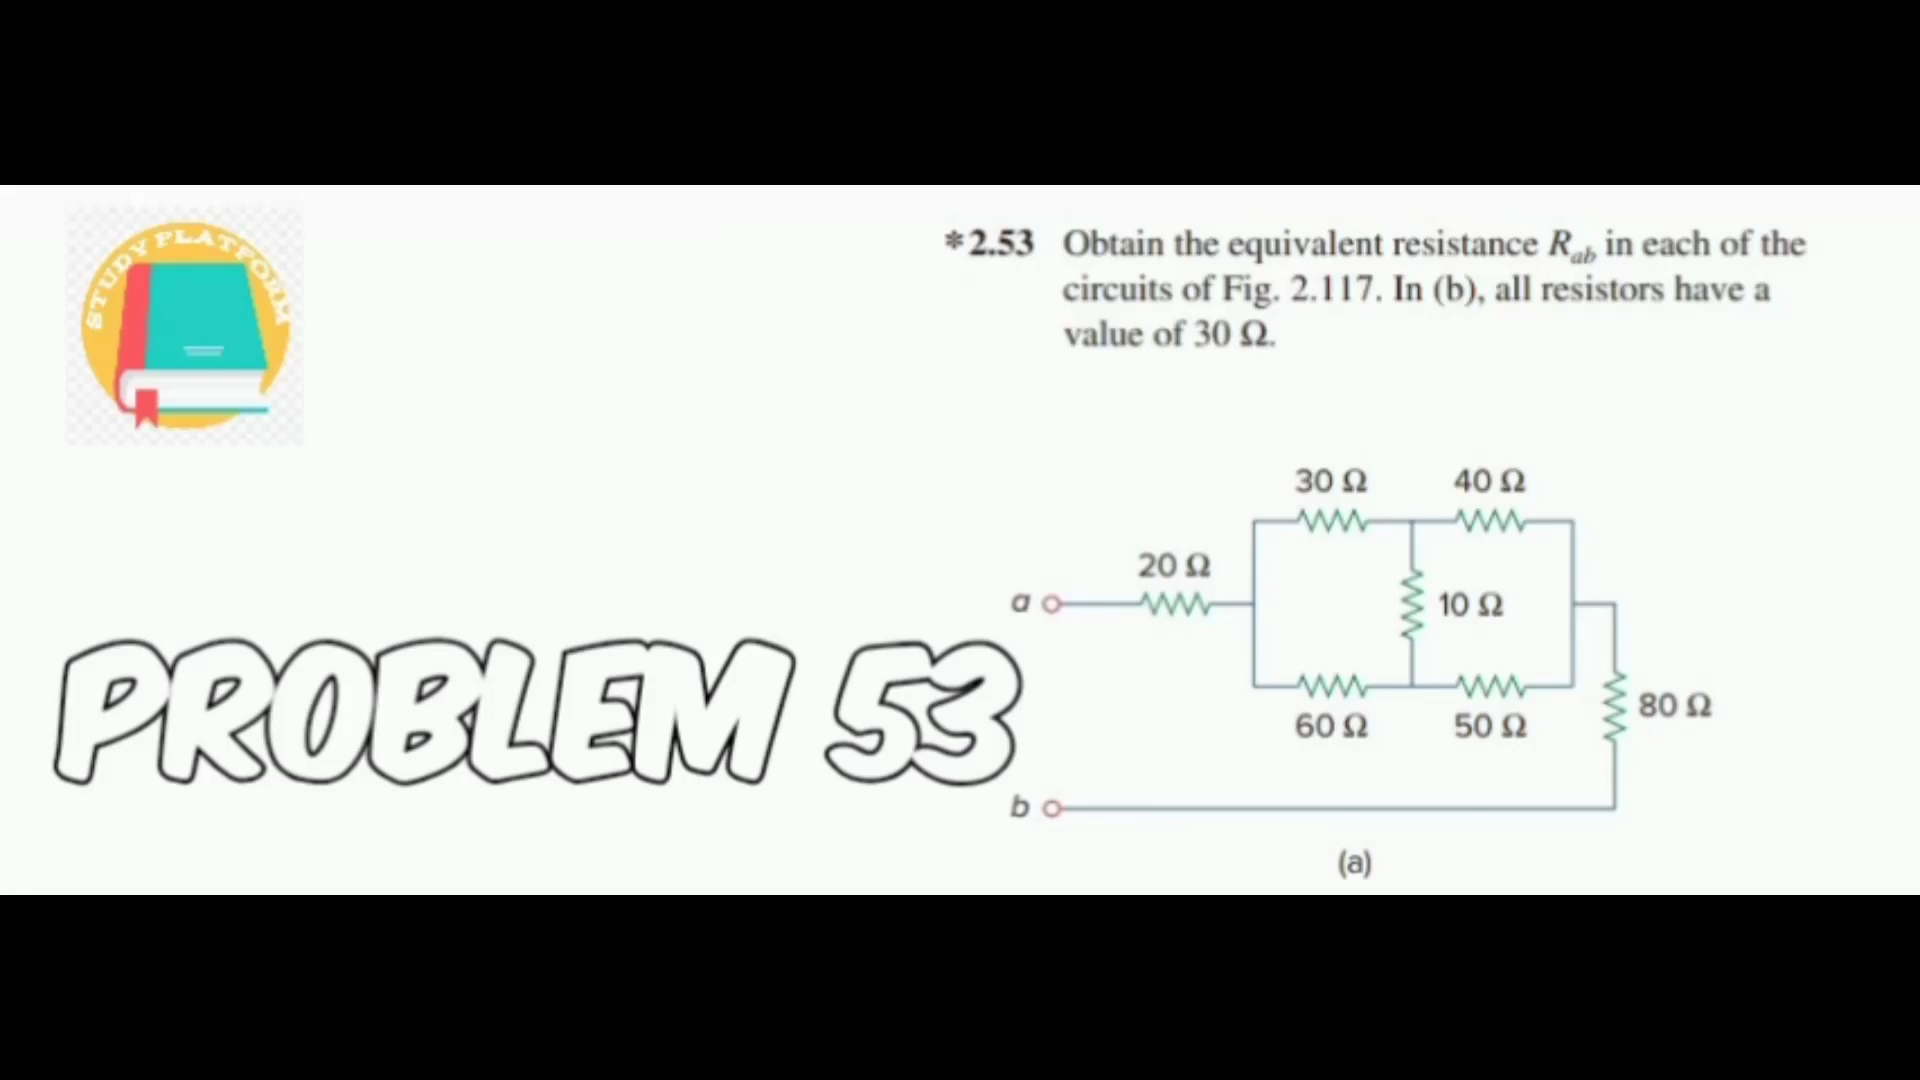 STUDY PLATFORM
*2.53 Obtain the equivalent resistance Rab in each of the
circuits of Fig. 2.117. In (b), all resistors have a
value of 30 Ω.
30 Ω
40 Ω
20 Ω
a
10 Ω
60 Ω
50 Ω
80 Ω
b
(a)
PROBLEM 53